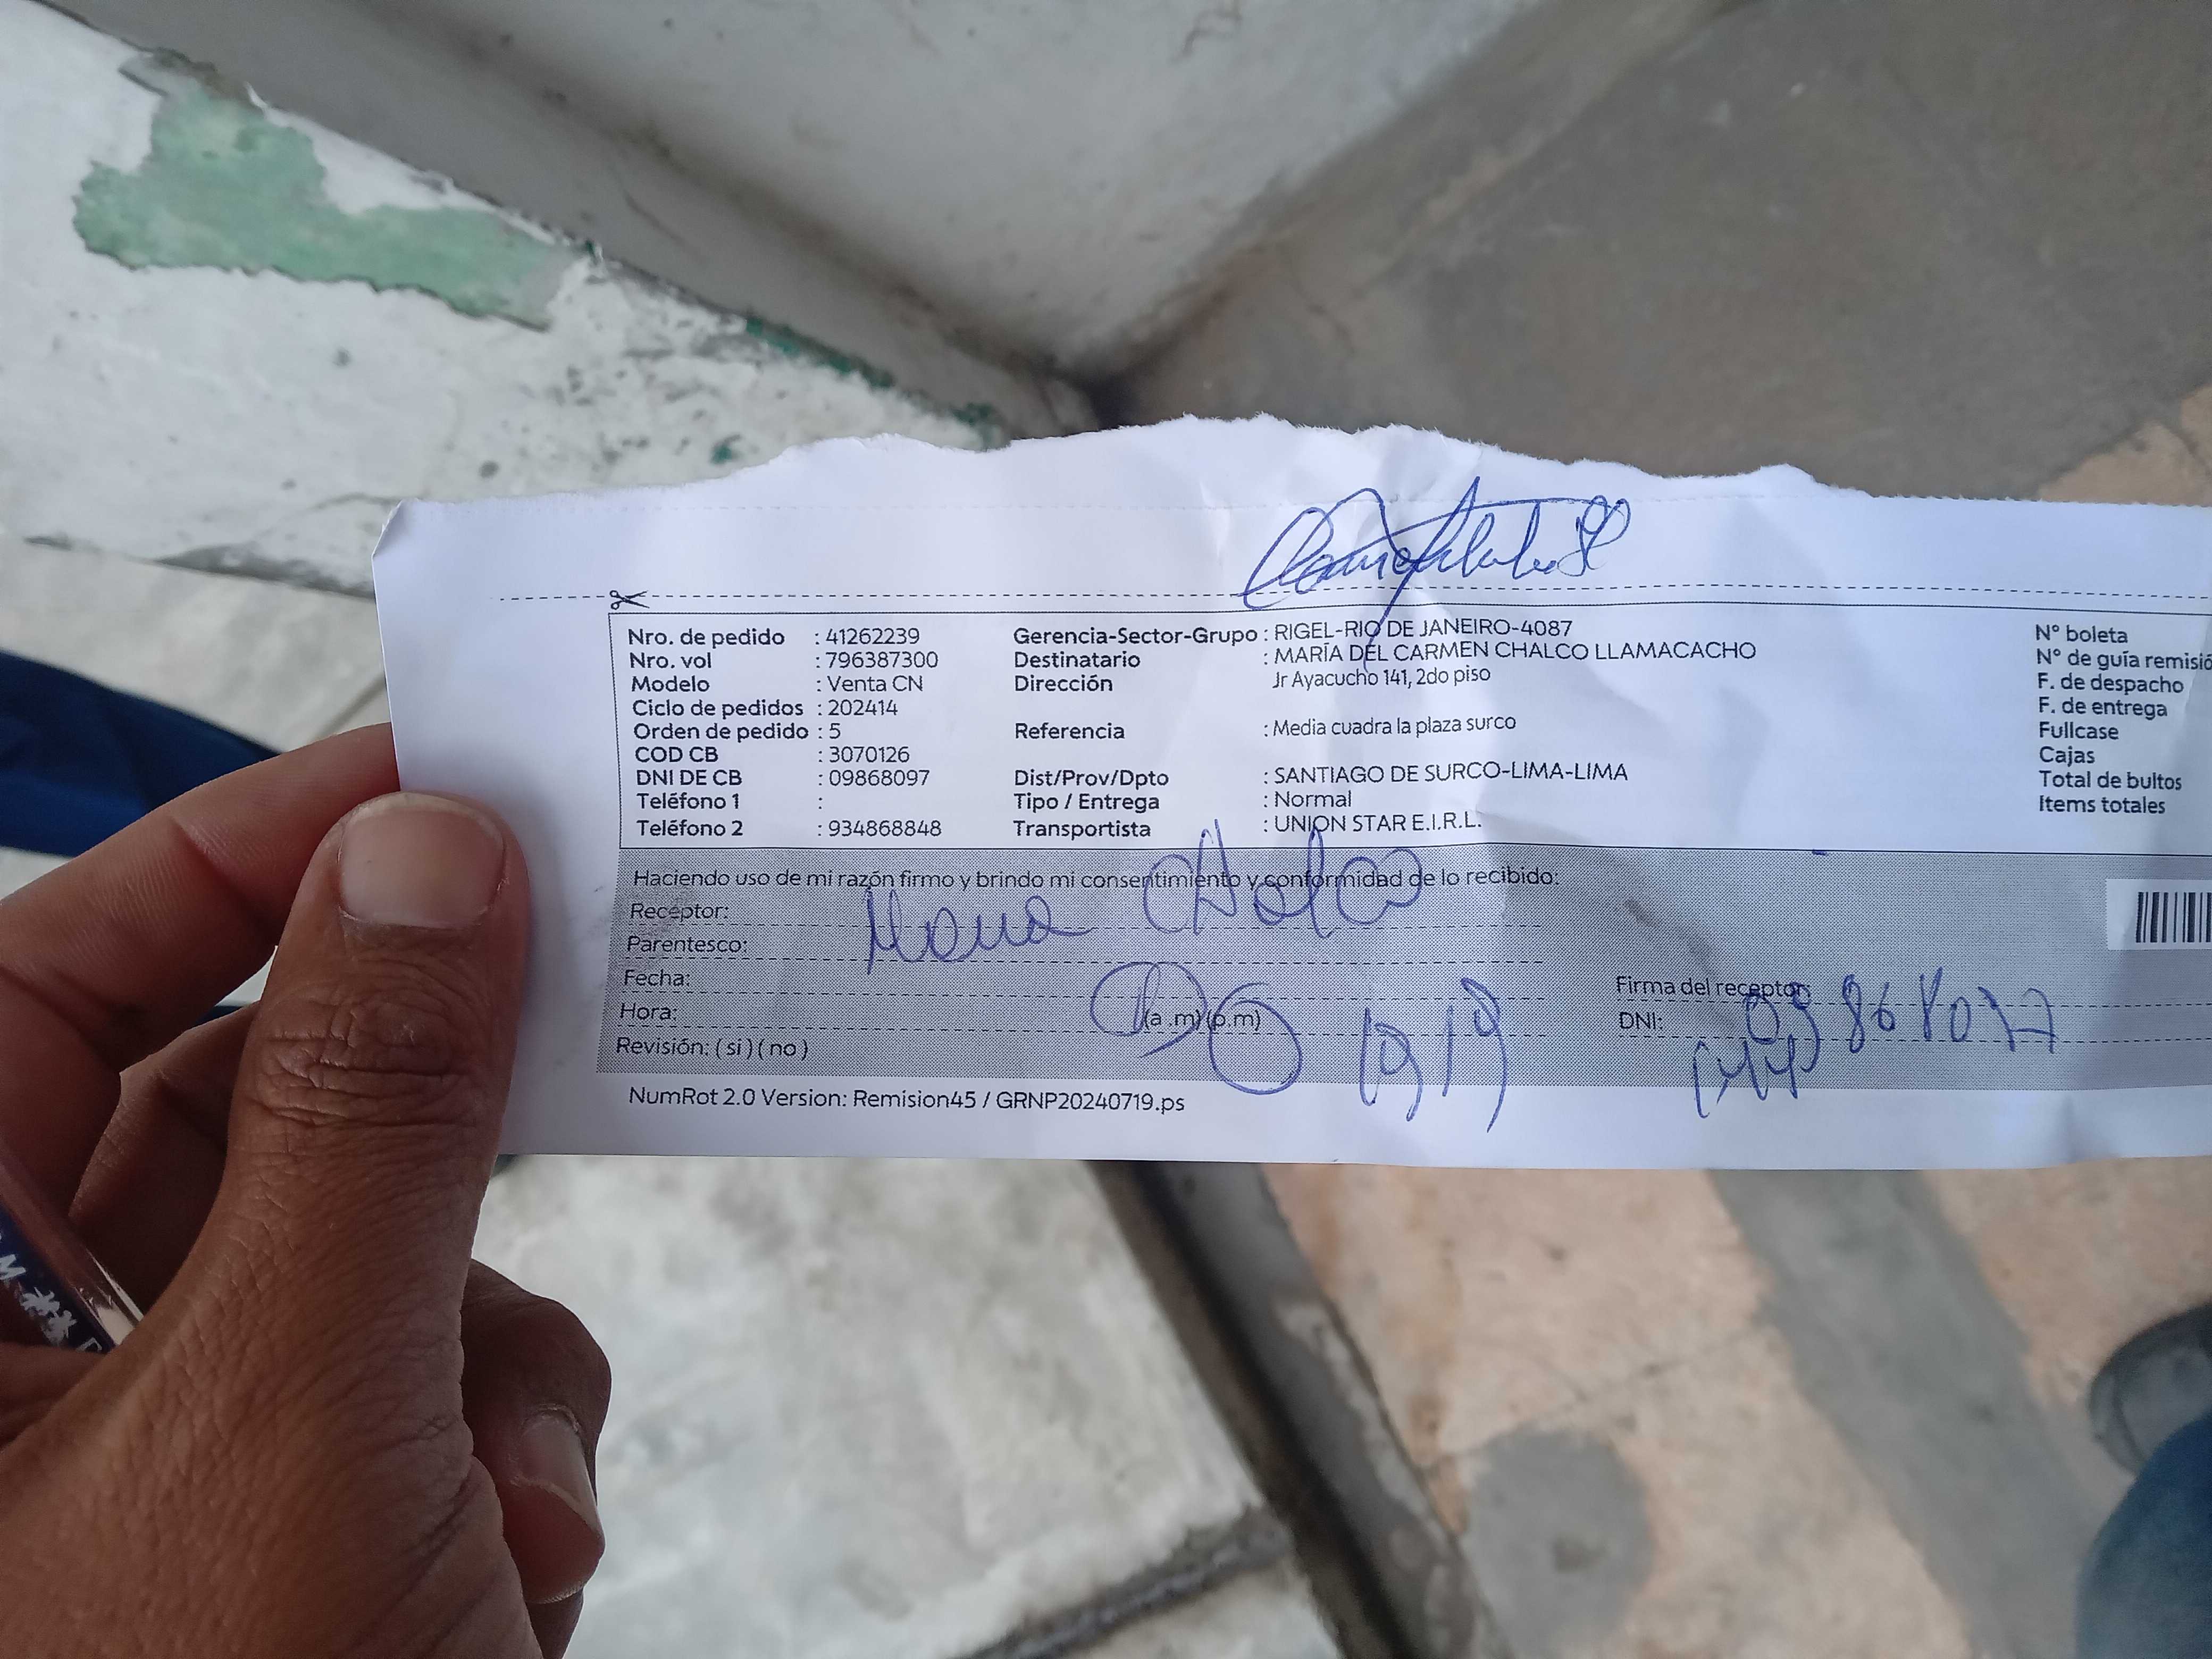 Nro. de pedido : 41262239 Gerencia-Sector-Grupo : RIGEL-RIO DE JANEIRO-4087 N° boleta
Nro. vol : 796387300 Destinatario : MARÍA DEL CARMEN CHALCO LLAMACACHO N° de guía remisió
Modelo : Venta CN Dirección Jr Ayacucho 141, 2do piso F. de despacho
Ciclo de pedidos : 202414 F. de entrega
Orden de pedido : 5 Referencia : Media cuadra la plaza surco Fullcase
COD CB : 3070126 Cajas
DNI DE CB : 09868097 Dist/Prov/Dpto : SANTIAGO DE SURCO-LIMA-LIMA Total de bultos
Teléfono 1 : Tipo / Entrega : Normal Items totales
Teléfono 2 : 934868848 Transportista : UNION STAR E.I.R.L.
Haciendo uso de mi razón firmo y brindo mi consentimiento y conformidad de lo recibido:
Receptor: Maria Chalco
Parentesco:
Fecha: Firma del receptor:
Hora: (a .m) (p.m) DNI:
Revisión: ( si ) ( no )
NumRot 2.0 Version: Remision45 / GRNP20240719.ps